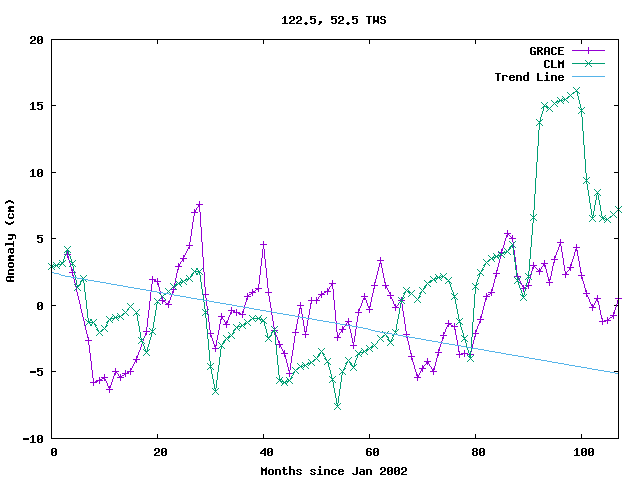 122.5, 52.5 TWS
GRACE
CLM
Trend Line
20
15
10
5
0
-5
-10
Anomaly (cm)
0 20 40 60 80 100
Months since Jan 2002